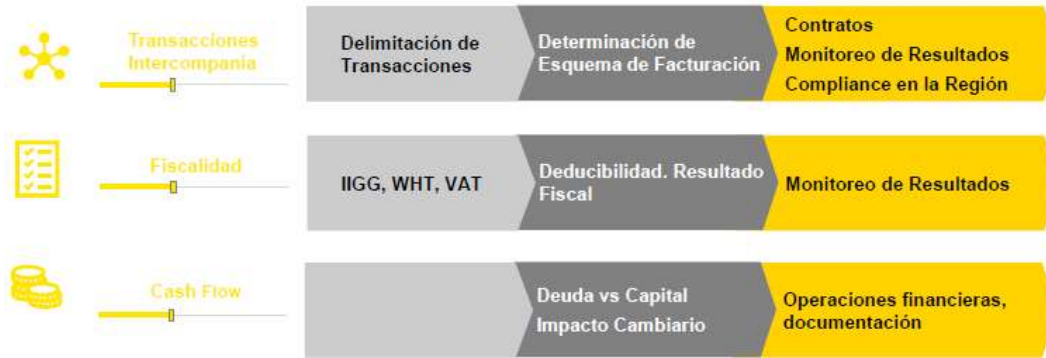 Transacciones
Intercompania
Delimitación de
Transacciones
Determinación de
Esquema de Facturación
Contratos
Monitoreo de Resultados
Compliance en la Región
Fiscalidad
IIGG, WHT, VAT
Deducibilidad. Resultado
Fiscal
Monitoreo de Resultados
Cash Flow
Deuda vs Capital
Impacto Cambiario
Operaciones financieras,
documentación